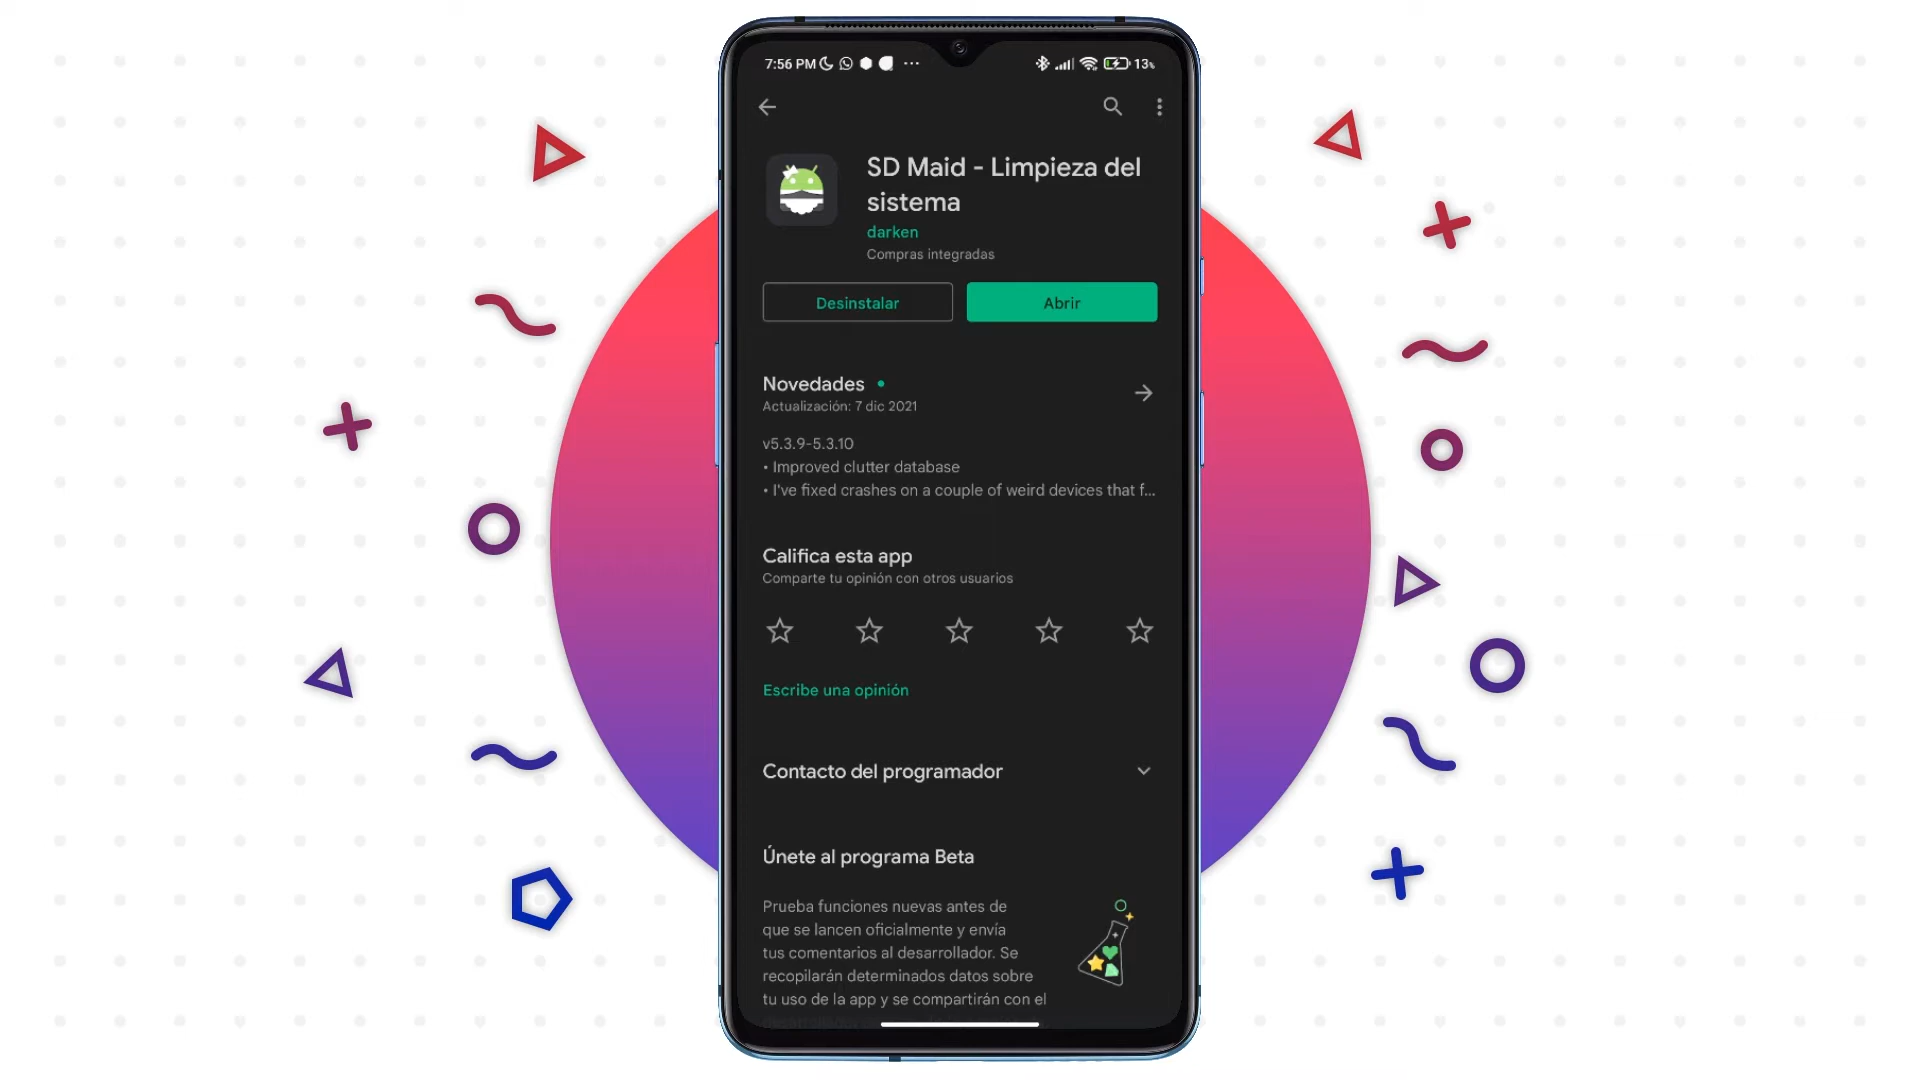 7:56 PM
13%
SD Maid - Limpieza del
sistema
darken
Compras integradas
Desinstalar
Abrir
Novedades
Actualización: 7 dic 2021
v5.3.9-5.3.10
• Improved clutter database
• I've fixed crashes on a couple of weird devices that f...
Califica esta app
Comparte tu opinión con otros usuarios
Escribe una opinión
Contacto del programador
Únete al programa Beta
Prueba funciones nuevas antes de
que se lancen oficialmente y envía
tus comentarios al desarrollador. Se
recopilarán determinados datos sobre
tu uso de la app y se compartirán con el